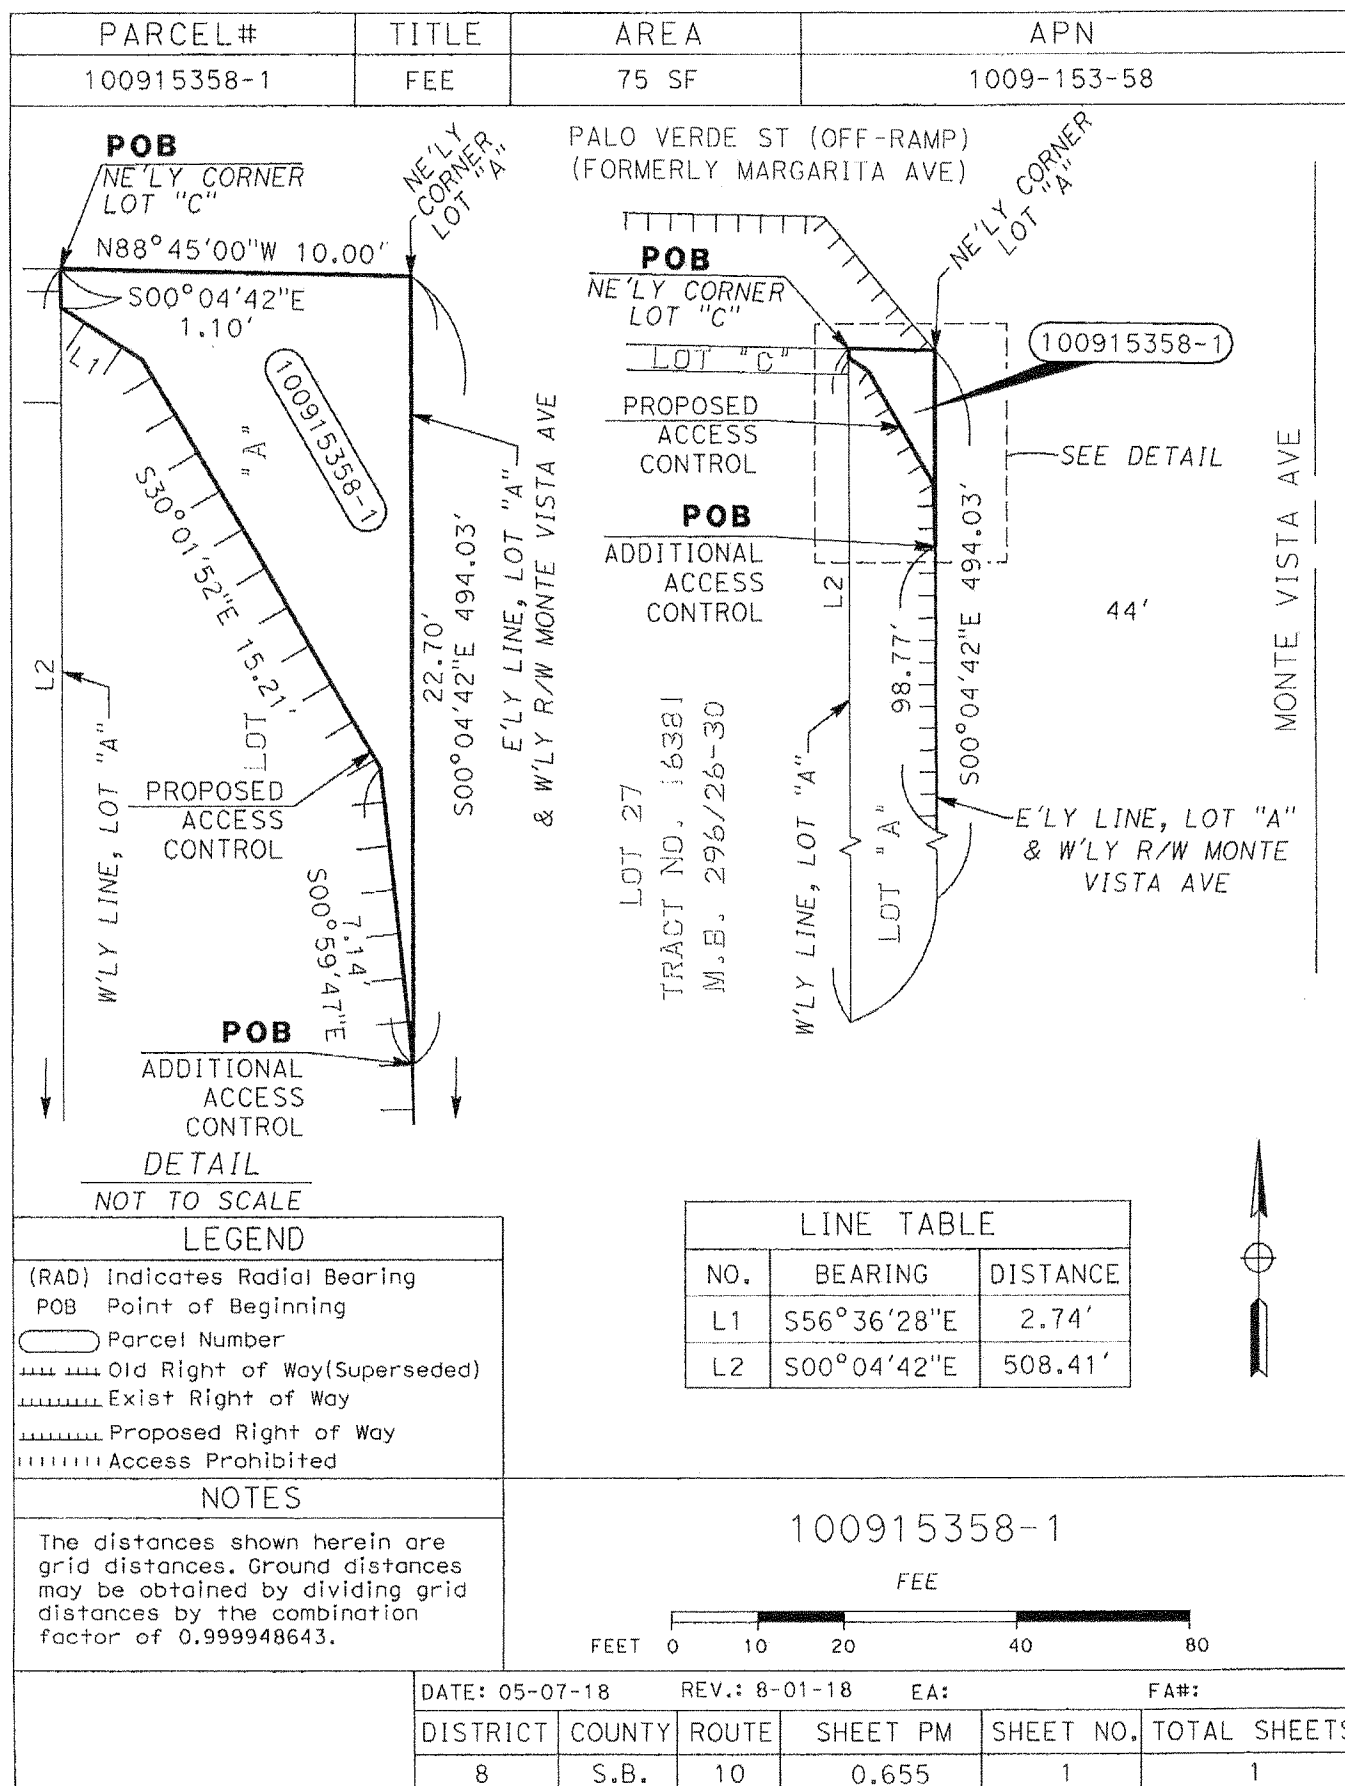 PARCEL# TITLE AREA APN
100915358-1 FEE 75 SF 1009-153-58
POB
NE'LY CORNER
LOT "C"
NE'LY
CORNER
LOT "A"
N88°45'00"W 10.00'
S00°04'42"E
1.10'
L1
100915358-1
"A"
LOT
S30°01'52"E 15.21'
L2
W'LY LINE, LOT "A"
PROPOSED
ACCESS
CONTROL
22.70'
S00°04'42"E 494.03'
E'LY LINE, LOT "A"
& W'LY R/W MONTE VISTA AVE
7.14'
S00°59'47"E
POB
ADDITIONAL
ACCESS
CONTROL
DETAIL
NOT TO SCALE
PALO VERDE ST (OFF-RAMP)
(FORMERLY MARGARITA AVE)
NE'LY CORNER
LOT "A"
POB
NE'LY CORNER
LOT "C"
LOT "C"
100915358-1
PROPOSED
ACCESS
CONTROL
SEE DETAIL
POB
ADDITIONAL
ACCESS
CONTROL
L2
98.77'
S00°04'42"E 494.03'
44'
MONTE VISTA AVE
LOT 27
TRACT NO. 16381
M.B. 296/26-30
W'LY LINE, LOT "A"
LOT "A"
E'LY LINE, LOT "A"
& W'LY R/W MONTE
VISTA AVE
LEGEND
(RAD) Indicates Radial Bearing
POB Point of Beginning
Parcel Number
Old Right of Way(Superseded)
Exist Right of Way
Proposed Right of Way
Access Prohibited
LINE TABLE
NO. BEARING DISTANCE
L1 S56°36'28"E 2.74'
L2 S00°04'42"E 508.41'
NOTES
The distances shown herein are
grid distances. Ground distances
may be obtained by dividing grid
distances by the combination
factor of 0.999948643.
100915358-1
FEE
FEET 0 10 20 40 80
DATE: 05-07-18 REV.: 8-01-18 EA: FA#:
DISTRICT COUNTY ROUTE SHEET PM SHEET NO. TOTAL SHEETS
8 S.B. 10 0.655 1 1